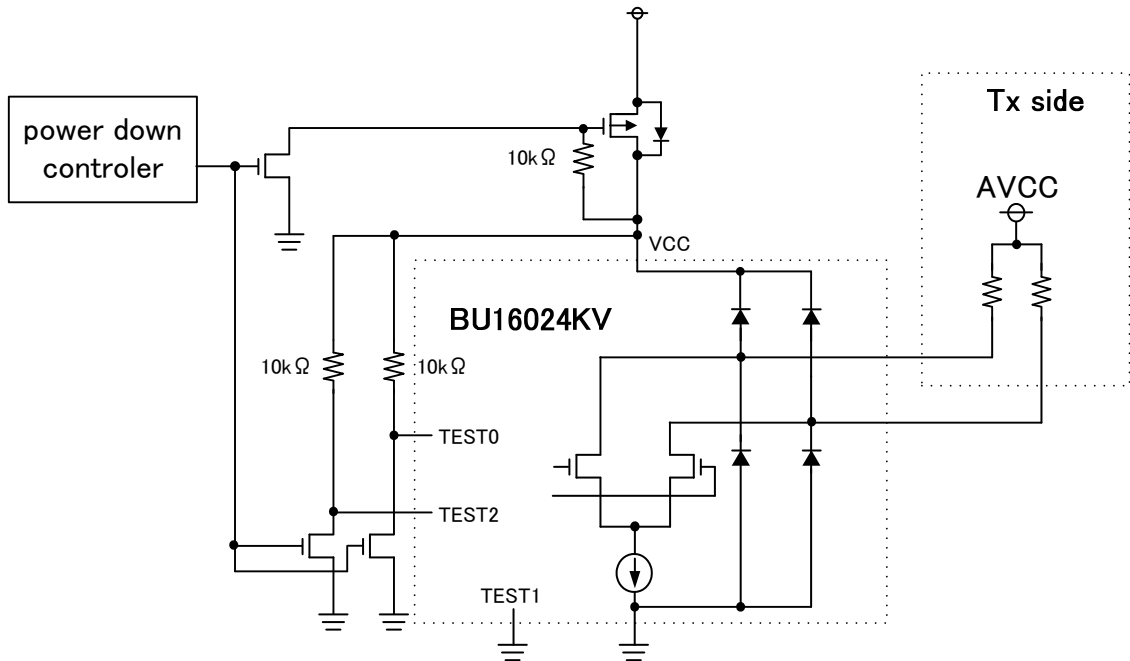 power down
controler
10kΩ
Tx side
AVCC
VCC
BU16024KV
10kΩ
10kΩ
TEST0
TEST2
TEST1